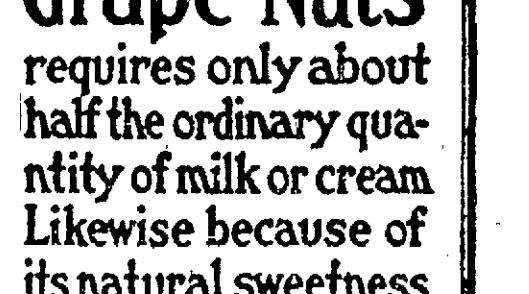 Grape Nuts
requires only about
half the ordinary qua-
ntity of milk or cream
Likewise because of
its natural sweetness